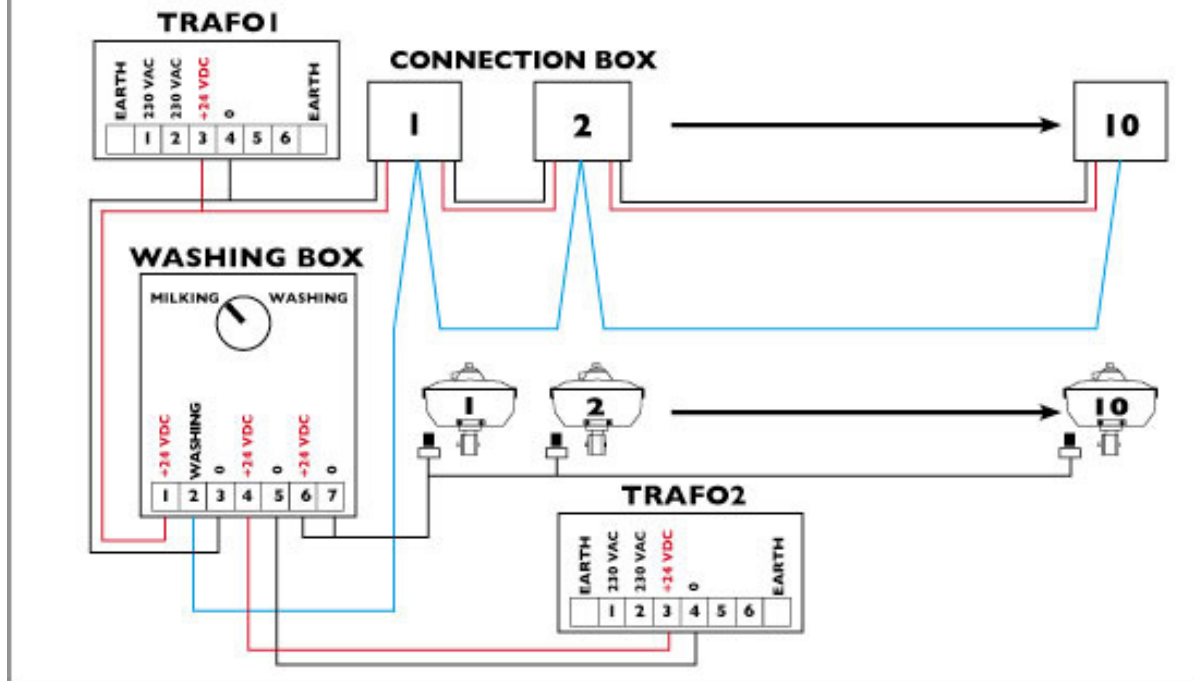 TRAFO1
EARTH
230 VAC
230 VAC
+24 VDC
0
EARTH
1 2 3 4 5 6
CONNECTION BOX
1
2
10
WASHING BOX
MILKING
WASHING
+24 VDC
WASHING
0
+24 VDC
0
+24 VDC
0
1 2 3 4 5 6 7
1
2
10
TRAFO2
EARTH
230 VAC
230 VAC
+24 VDC
0
EARTH
1 2 3 4 5 6